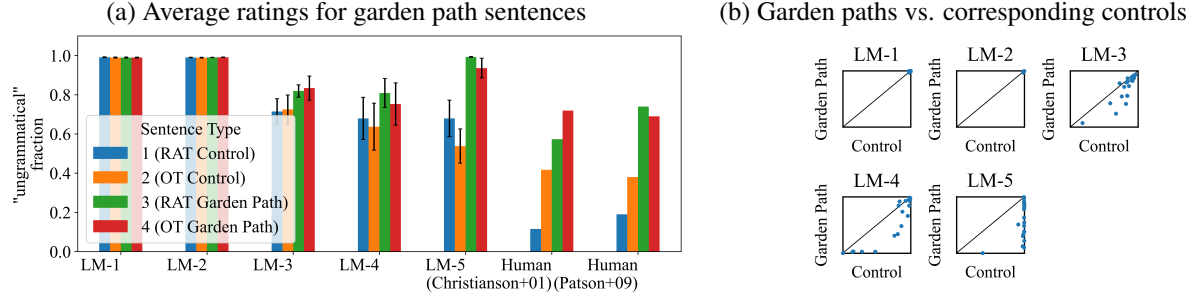 (a) Average ratings for garden path sentences
1.0
0.8
0.6
0.4
0.2
0.0
"ungrammatical"
fraction
Sentence Type
1 (RAT Control)
2 (OT Control)
3 (RAT Garden Path)
4 (OT Garden Path)
LM-1 LM-2 LM-3 LM-4 LM-5 Human Human
(Christianson+01) (Patson+09)
(b) Garden paths vs. corresponding controls
LM-1 LM-2 LM-3
Garden Path Garden Path Garden Path
Control Control Control
LM-4 LM-5
Garden Path Garden Path
Control Control